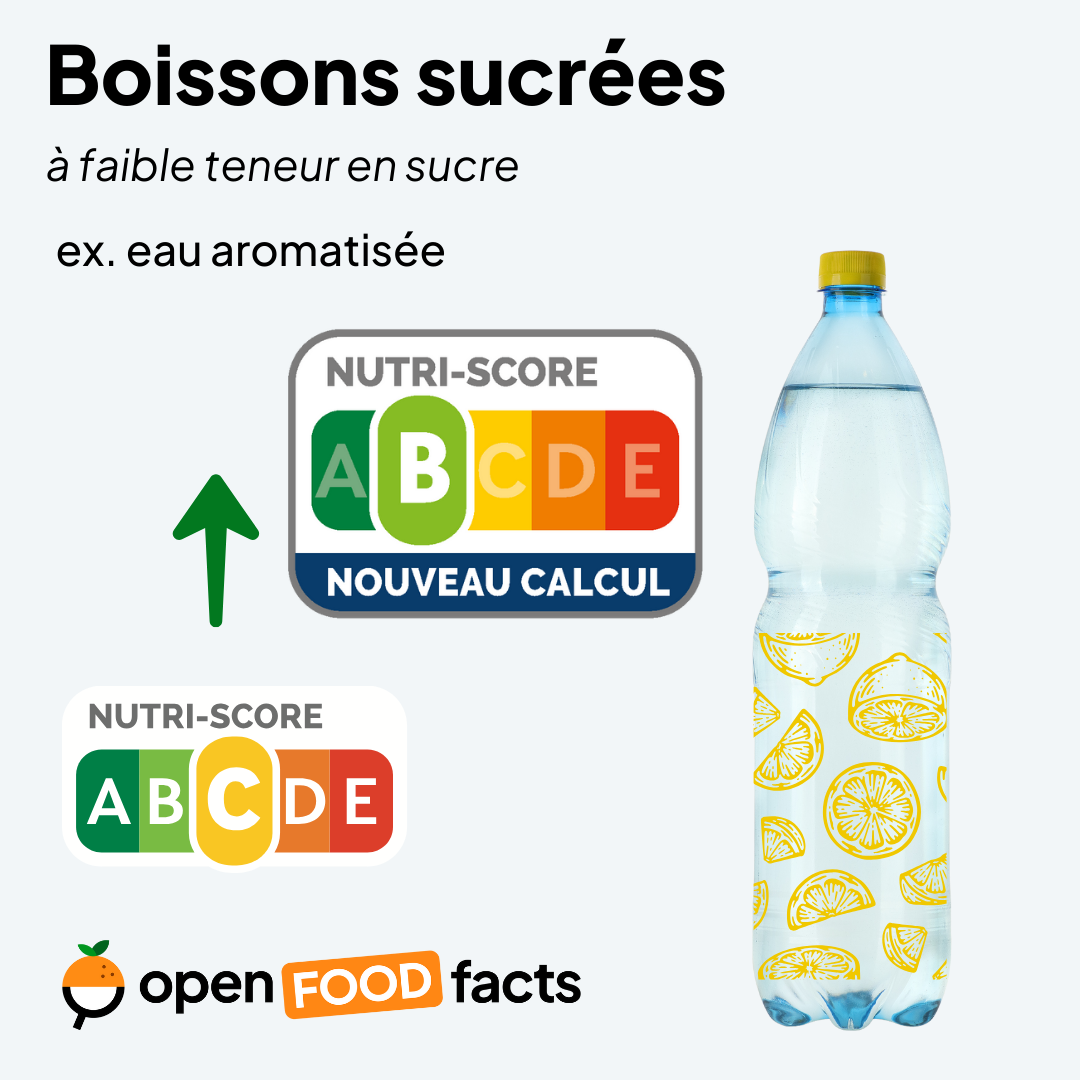 Boissons sucrées
à faible teneur en sucre
ex. eau aromatisée
NUTRI-SCORE
A B C D E
NOUVEAU CALCUL
NUTRI-SCORE
A B C D E
open FOOD facts